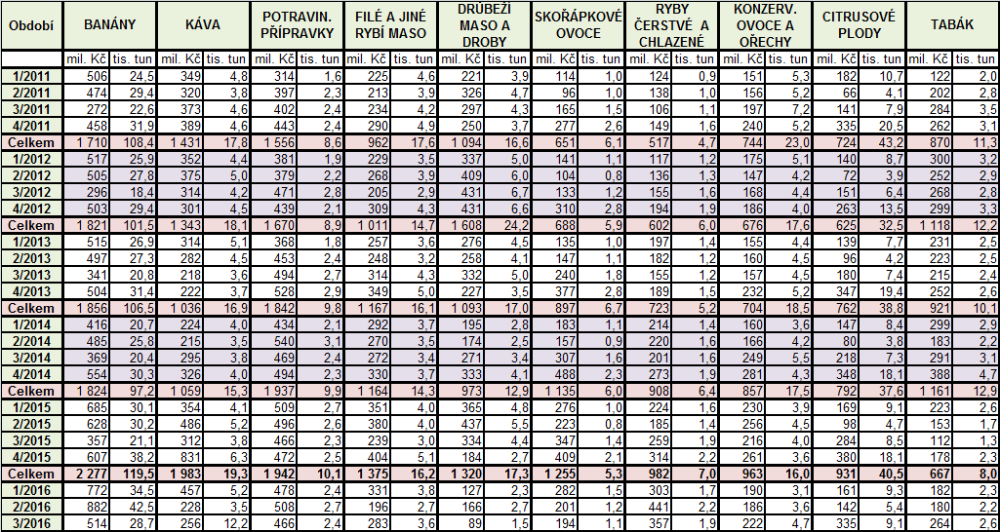 Období BANÁNY KÁVA POTRAVIN. PŘÍPRAVKY FILÉ A JINÉ RYBÍ MASO DRŮBEŽÍ MASO A DROBY SKOŘÁPKOVÉ OVOCE RYBY ČERSTVÉ A CHLAZENÉ KONZERV. OVOCE A OŘECHY CITRUSOVÉ PLODY TABÁK
mil. Kč tis. tun mil. Kč tis. tun mil. Kč tis. tun mil. Kč tis. tun mil. Kč tis. tun mil. Kč tis. tun mil. Kč tis. tun mil. Kč tis. tun mil. Kč tis. tun mil. Kč tis. tun
1/2011 506 24,5 349 4,8 314 1,6 225 4,6 221 3,9 114 1,0 124 0,9 151 5,3 182 10,7 122 2,0
2/2011 474 29,4 320 3,8 397 2,3 213 3,9 326 4,7 96 1,0 138 1,0 156 5,2 66 4,1 202 2,8
3/2011 272 22,6 373 4,6 402 2,4 234 4,2 297 4,3 165 1,5 106 1,1 197 7,2 141 7,9 284 3,5
4/2011 458 31,9 389 4,6 443 2,4 290 4,9 250 3,7 277 2,6 149 1,6 240 5,2 335 20,5 262 3,1
Celkem 1 710 108,4 1 431 17,8 1 556 8,6 962 17,6 1 094 16,6 651 6,1 517 4,7 744 23,0 724 43,2 870 11,3
1/2012 517 25,9 352 4,4 381 1,9 229 3,5 337 5,0 141 1,1 117 1,2 175 5,1 140 8,7 300 3,2
2/2012 505 27,8 375 5,0 379 2,2 268 3,9 409 6,0 104 0,8 136 1,3 147 4,2 72 3,9 252 2,9
3/2012 296 18,4 314 4,2 471 2,8 205 2,9 431 6,7 133 1,2 155 1,6 168 4,4 151 6,4 268 2,8
4/2012 503 29,4 301 4,5 439 2,1 309 4,3 431 6,6 310 2,8 194 1,9 186 4,0 263 13,5 299 3,3
Celkem 1 821 101,5 1 343 18,1 1 670 8,9 1 011 14,7 1 608 24,2 688 5,9 602 6,0 676 17,6 625 32,5 1 118 12,2
1/2013 515 26,9 314 5,1 368 1,8 257 3,6 276 4,5 135 1,0 197 1,4 155 4,4 139 7,7 231 2,5
2/2013 497 27,3 282 4,5 453 2,4 248 3,2 258 4,1 147 1,1 182 1,2 160 4,5 96 4,2 223 2,5
3/2013 341 20,8 218 3,6 494 2,7 314 4,3 332 5,0 240 1,8 155 1,2 157 4,5 180 7,4 215 2,4
4/2013 504 31,4 222 3,7 528 2,9 349 5,0 227 3,5 377 2,8 189 1,5 232 5,2 347 19,4 252 2,6
Celkem 1 856 106,5 1 036 16,9 1 842 9,8 1 167 16,1 1 093 17,0 897 6,7 723 5,2 704 18,5 762 38,8 921 10,1
1/2014 416 20,7 224 4,0 434 2,1 292 3,7 195 2,8 183 1,1 214 1,4 160 3,6 147 8,4 299 2,9
2/2014 485 25,8 215 3,5 540 3,1 270 3,5 174 2,5 157 0,9 220 1,6 166 4,2 80 3,8 183 2,2
3/2014 369 20,4 295 3,8 469 2,4 272 3,4 271 3,4 307 1,6 201 1,6 249 5,5 218 7,3 291 3,1
4/2014 554 30,3 326 4,0 494 2,3 330 3,7 333 4,1 488 2,3 273 1,9 281 4,3 348 18,1 388 4,7
Celkem 1 824 97,2 1 059 15,3 1 937 9,9 1 164 14,3 973 12,9 1 135 6,0 908 6,4 857 17,5 792 37,6 1 161 12,9
1/2015 685 30,1 354 4,1 509 2,7 351 4,0 365 4,8 276 1,0 224 1,6 230 3,9 169 9,1 223 2,6
2/2015 628 30,2 486 5,2 496 2,6 380 4,0 437 5,5 223 0,8 185 1,4 256 4,5 98 4,7 153 1,7
3/2015 357 21,1 312 3,8 466 2,3 239 3,0 334 4,4 347 1,4 259 1,9 216 4,0 284 8,5 112 1,3
4/2015 607 38,2 831 6,3 472 2,5 404 5,1 184 2,7 409 2,1 314 2,2 261 3,6 380 18,1 178 2,3
Celkem 2 277 119,5 1 983 19,3 1 942 10,1 1 375 16,2 1 320 17,3 1 255 5,3 982 7,0 963 16,0 931 40,5 667 8,0
1/2016 772 34,5 457 5,2 478 2,4 331 3,8 127 2,3 282 1,5 303 1,7 190 3,1 161 9,3 182 2,3
2/2016 882 42,5 228 3,5 508 2,7 196 2,7 166 2,7 201 1,2 441 2,2 186 3,6 142 5,4 180 2,2
3/2016 514 28,7 256 12,2 466 2,4 283 3,6 89 1,5 194 1,1 357 1,9 222 4,7 335 9,1 264 2,6